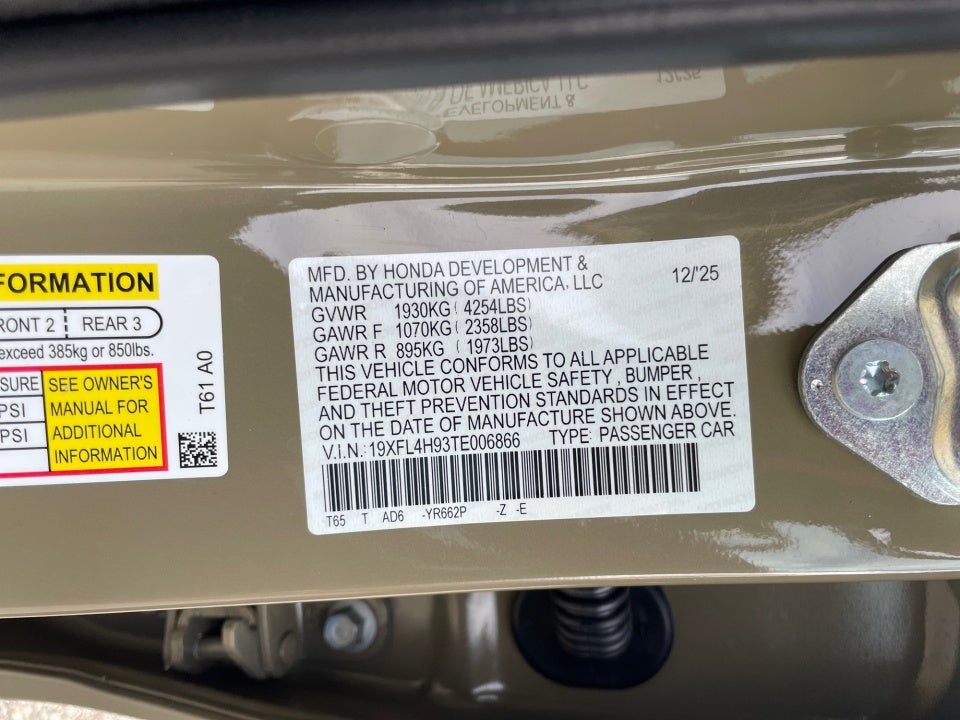 FORMATION
RONT 2 REAR 3
exceed 385kg or 850lbs.
SURE
PSI
PSI
SEE OWNER'S
MANUAL FOR
ADDITIONAL
INFORMATION
T61 A0
MFD. BY HONDA DEVELOPMENT &
MANUFACTURING OF AMERICA, LLC 12/'25
GVWR 1930KG ( 4254LBS)
GAWR F 1070KG ( 2358LBS)
GAWR R 895KG ( 1973LBS)
THIS VEHICLE CONFORMS TO ALL APPLICABLE
FEDERAL MOTOR VEHICLE SAFETY , BUMPER ,
AND THEFT PREVENTION STANDARDS IN EFFECT
ON THE DATE OF MANUFACTURE SHOWN ABOVE.
V.I.N.: 19XFL4H93TE006866 TYPE: PASSENGER CAR
T65 T AD6 -YR662P -Z -E